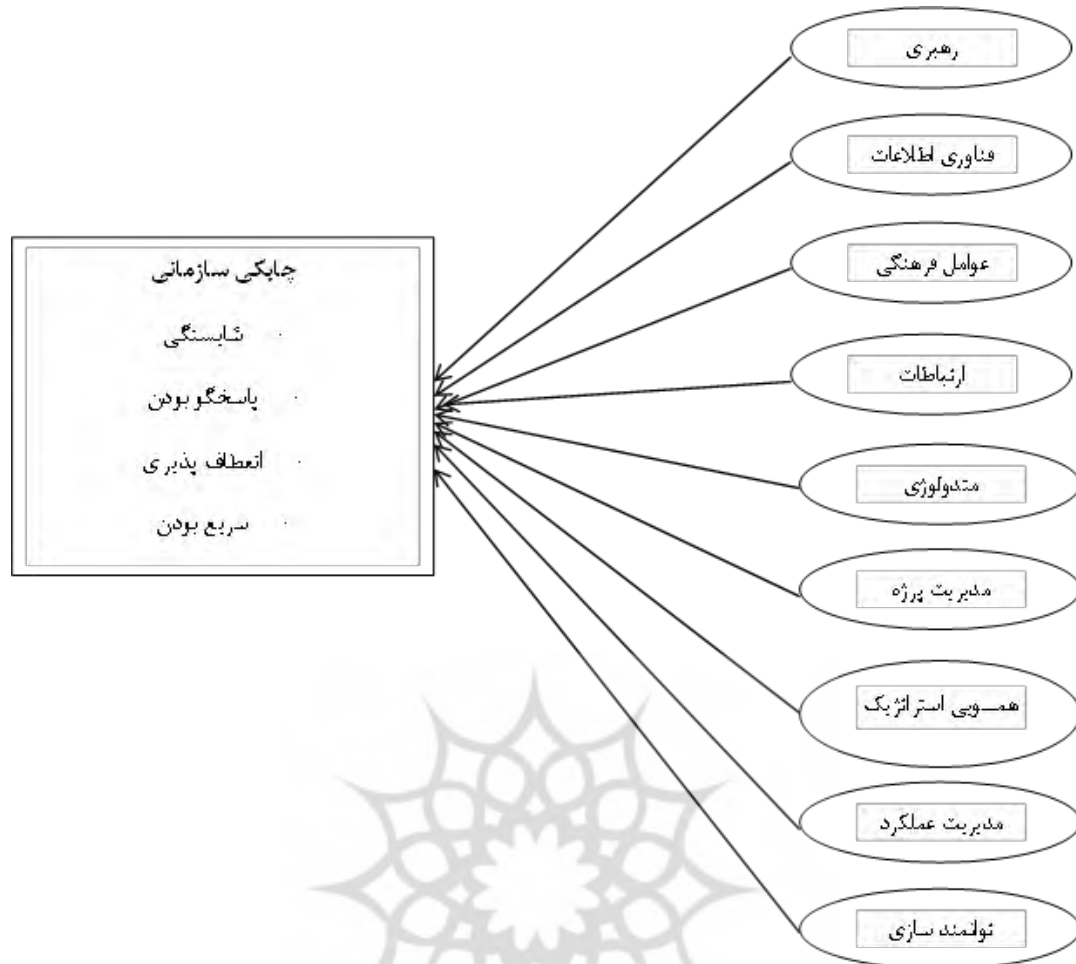 رهبری
فناوری اطلاعات
عوامل فرهنگی
ارتباطات
متدولوژی
مدیریت پرژه
همسویی استراتژیک
مدیریت عملکرد
توانمند سازی
چابکی سازمانی
· شایستگی
· پاسخگو بودن
· انعطاف پذیری
· سریع بودن